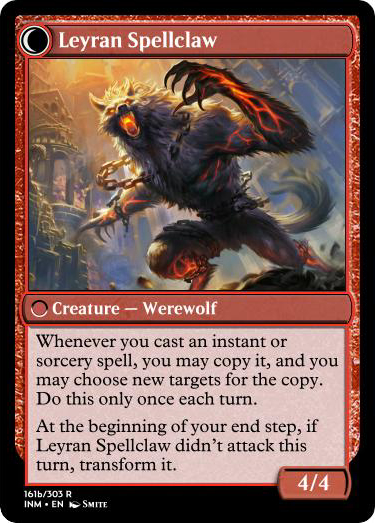 Leyran Spellclaw
Creature — Werewolf
Whenever you cast an instant or
sorcery spell, you may copy it, and you
may choose new targets for the copy.
Do this only once each turn.
At the beginning of your end step, if
Leyran Spellclaw didn't attack this
turn, transform it.
4/4
161b/303 R
INM • EN SMITE